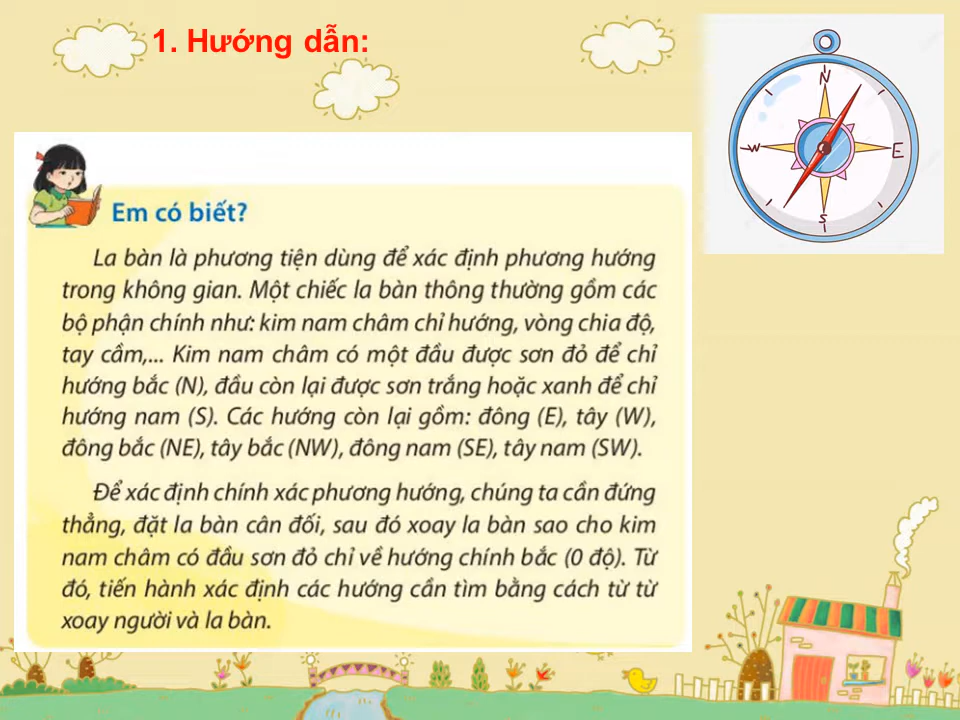 1. Hướng dẫn:
N
W
E
S
Em có biết?
La bàn là phương tiện dùng để xác định phương hướng
trong không gian. Một chiếc la bàn thông thường gồm các
bộ phận chính như: kim nam châm chỉ hướng, vòng chia độ,
tay cầm,... Kim nam châm có một đầu được sơn đỏ để chỉ
hướng bắc (N), đầu còn lại được sơn trắng hoặc xanh để chỉ
hướng nam (S). Các hướng còn lại gồm: đông (E), tây (W),
đông bắc (NE), tây bắc (NW), đông nam (SE), tây nam (SW).
Để xác định chính xác phương hướng, chúng ta cần đứng
thẳng, đặt la bàn cân đối, sau đó xoay la bàn sao cho kim
nam châm có đầu sơn đỏ chỉ về hướng chính bắc (0 độ). Từ
đó, tiến hành xác định các hướng cần tìm bằng cách từ từ
xoay người và la bàn.